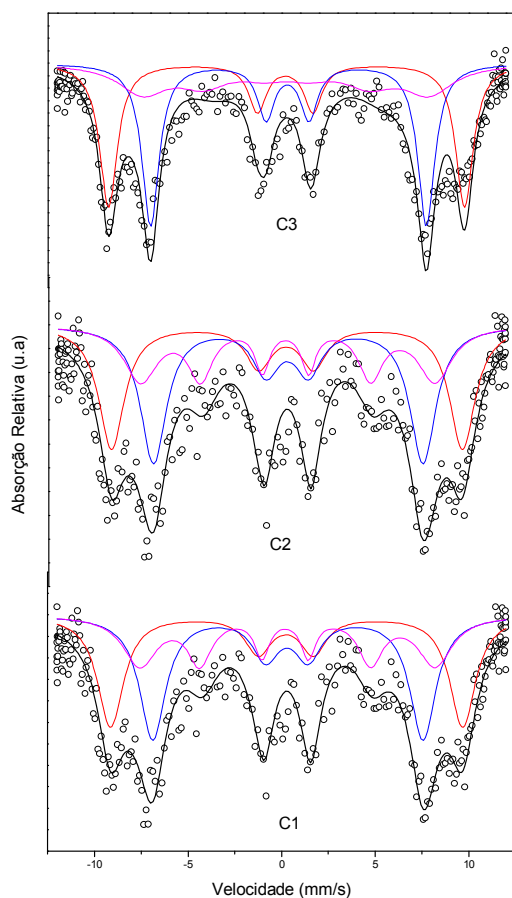 C3
Absorção Relativa (u.a)
C2
C1
-10 -5 0 5 10
Velocidade (mm/s)